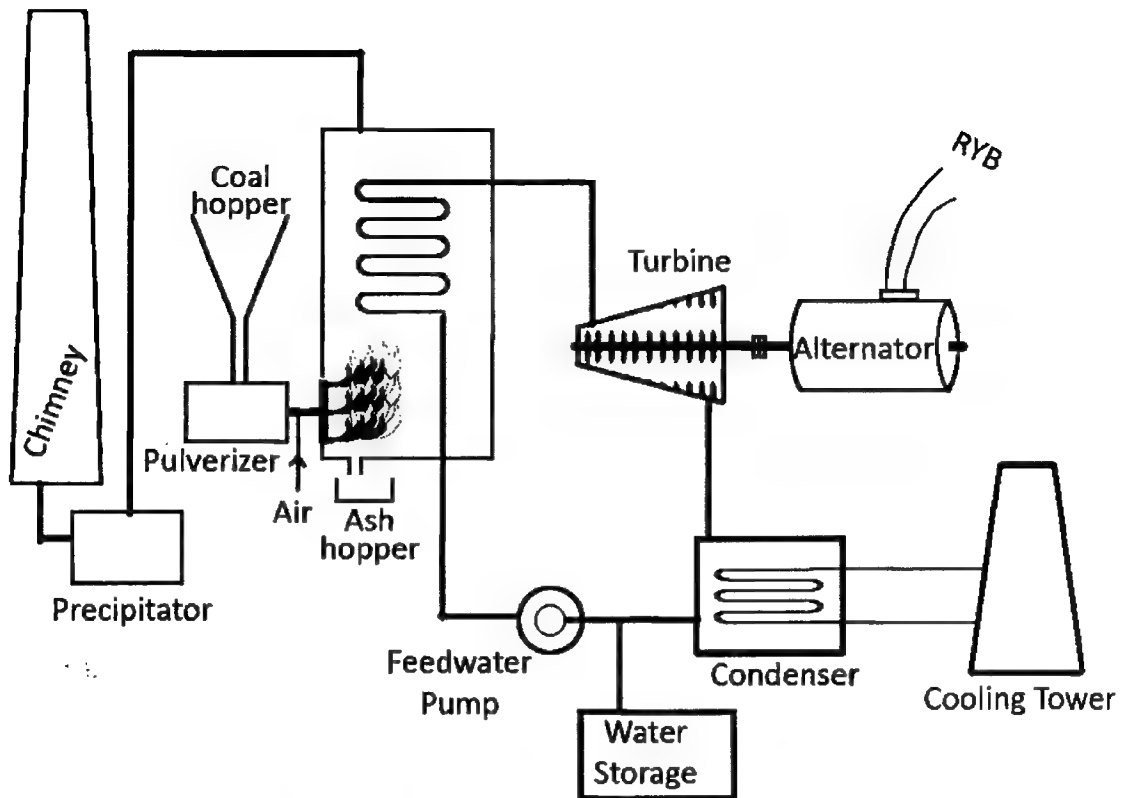 RYB
Coal
hopper
Turbine
Alternator
Chimney
Pulverizer
Air
Ash
hopper
Precipitator
Feedwater
Pump
Condenser
Cooling Tower
Water
Storage